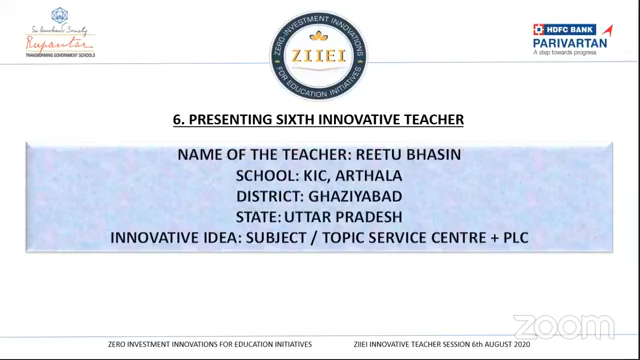 Sri Aurobindo Society
Rupantar
TRANSFORMING GOVERNMENT SCHOOLS
ZERO INVESTMENT INNOVATIONS
ZIIEI
FOR EDUCATION INITIATIVES
HDFC BANK
PARIVARTAN
A step towards progress
6. PRESENTING SIXTH INNOVATIVE TEACHER
NAME OF THE TEACHER: REETU BHASIN
SCHOOL: KIC, ARTHALA
DISTRICT: GHAZIYABAD
STATE: UTTAR PRADESH
INNOVATIVE IDEA: SUBJECT / TOPIC SERVICE CENTRE + PLC
zoom
ZERO INVESTMENT INNOVATIONS FOR EDUCATION INITIATIVES
ZIIEI INNOVATIVE TEACHER SESSION 6th AUGUST 2020